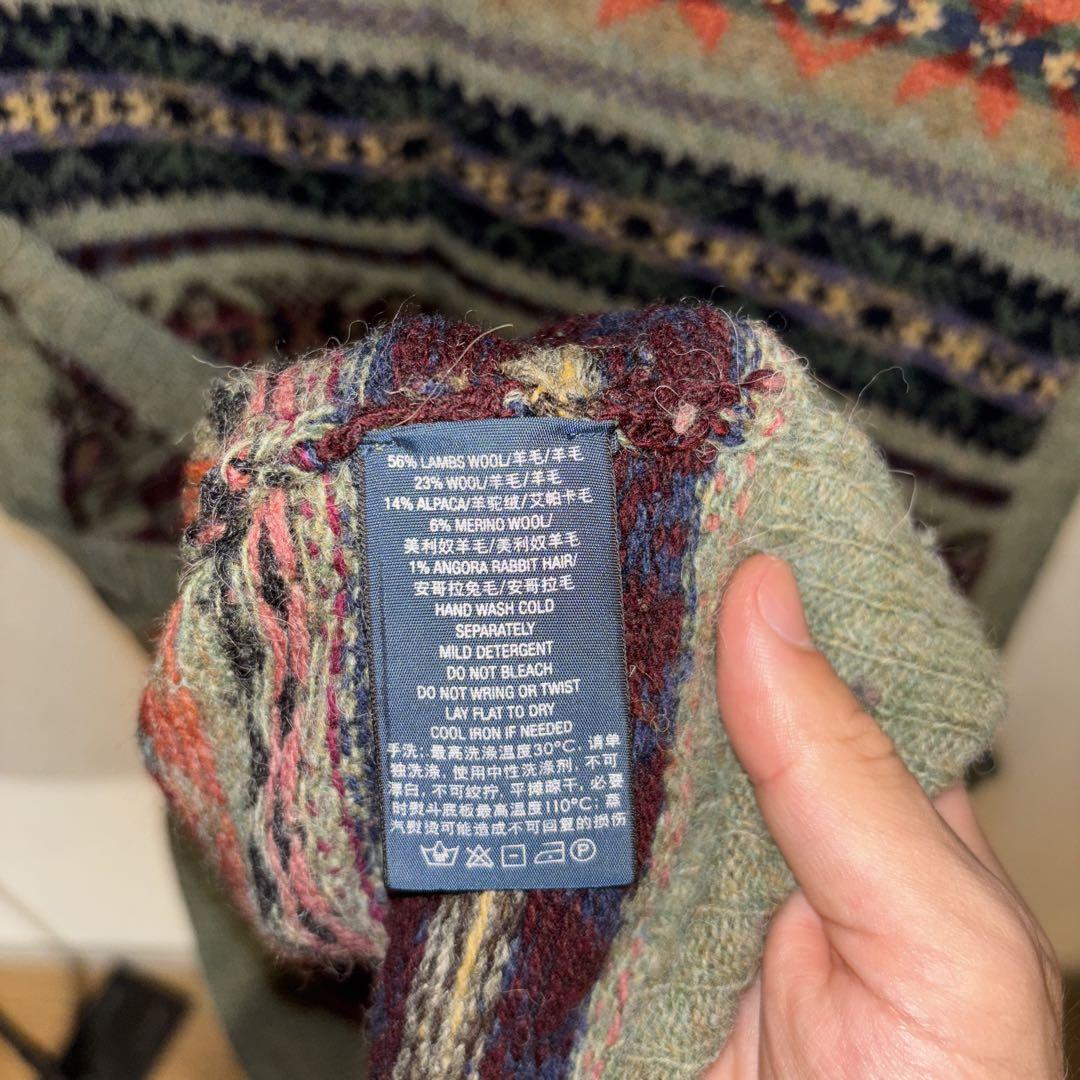 56% LAMBS WOOL/羊毛/羊毛
23% WOOL/羊毛/羊毛
14% ALPACA/羊驼绒/艾帕卡毛
6% MERINO WOOL/
美利奴羊毛/美利奴羊毛
1% ANGORA RABBIT HAIR/
安哥拉兔毛/安哥拉毛
HAND WASH COLD
SEPARATELY
MILD DETERGENT
DO NOT BLEACH
DO NOT WRING OR TWIST
LAY FLAT TO DRY
COOL IRON IF NEEDED
手洗; 最高洗涤温度30°C, 请单
独洗涤, 使用中性洗涤剂, 不可
漂白, 不可绞拧, 平摊晾干, 必要
时熨斗底板最高温度110°C; 蒸
汽熨烫可能造成不可回复的损伤
P